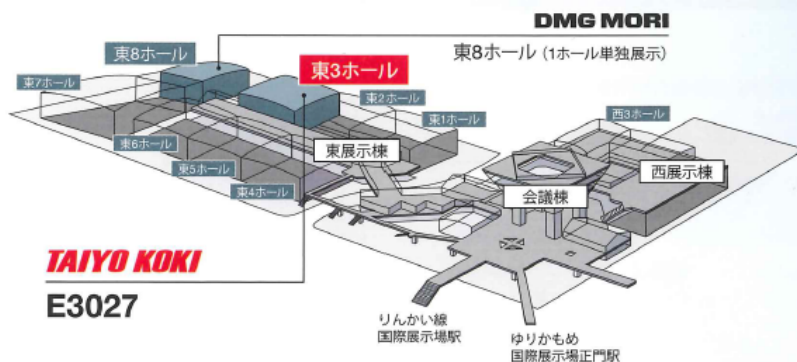 DMG MORI
東8ホール (1ホール単独展示)
東8ホール
東3ホール
東7ホール
東2ホール
東1ホール
西3ホール
東6ホール
東展示棟
東5ホール
西展示棟
東4ホール
会議棟
TAIYO KOKI
E3027
りんかい線
国際展示場駅
ゆりかもめ
国際展示場正門駅